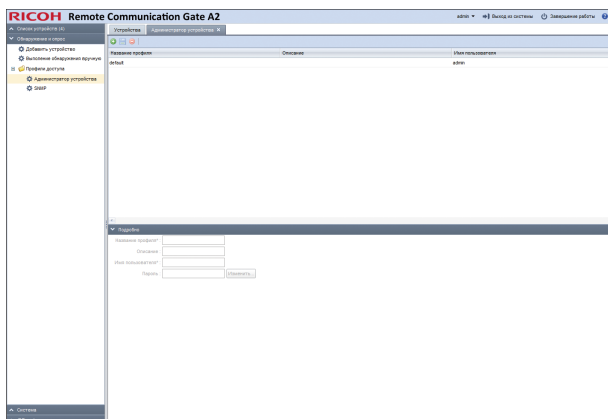 RICOH Remote Communication Gate A2
admin Выход из системы Завершение работы
Список устройств (4)
Обнаружение и опрос
Добавить устройство
Выполнение обнаружения вручную
Профили доступа
Администратор устройства
SNMP
Устройства Администратор устройства
Название профиля Описание Имя пользователя
default admin
Подробно
Название профиля*
Описание
Имя пользователя*
Пароль Изменить...
Система